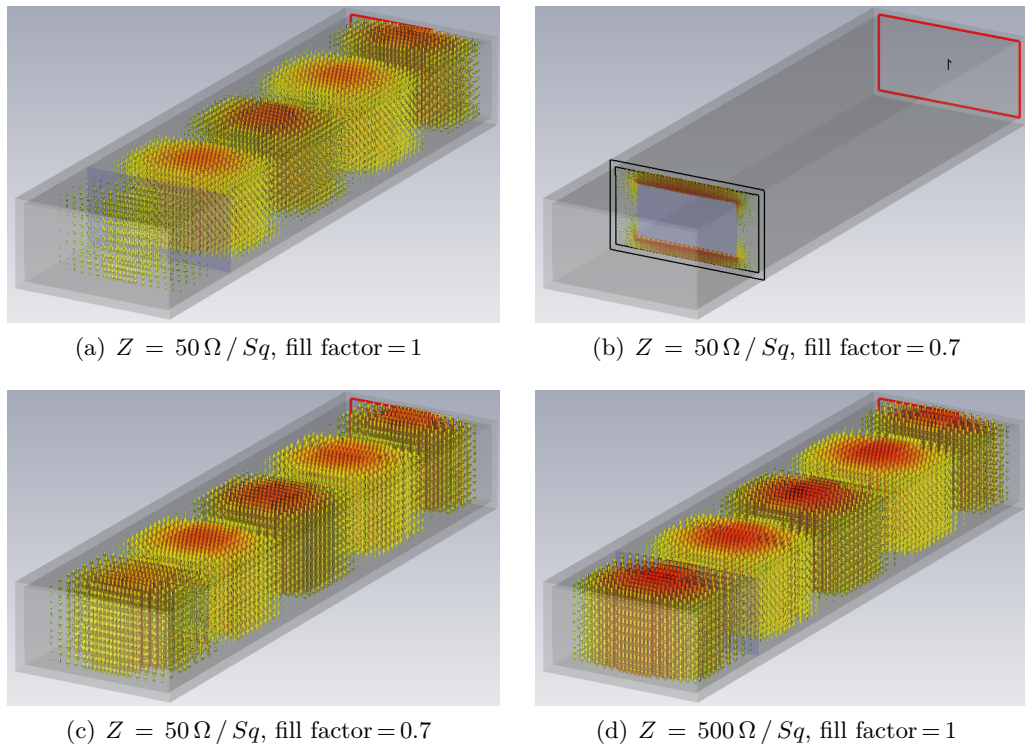 1
(a) Z = 50 Ω / Sq, fill factor = 1
(b) Z = 50 Ω / Sq, fill factor = 0.7
(c) Z = 50 Ω / Sq, fill factor = 0.7
(d) Z = 500 Ω / Sq, fill factor = 1